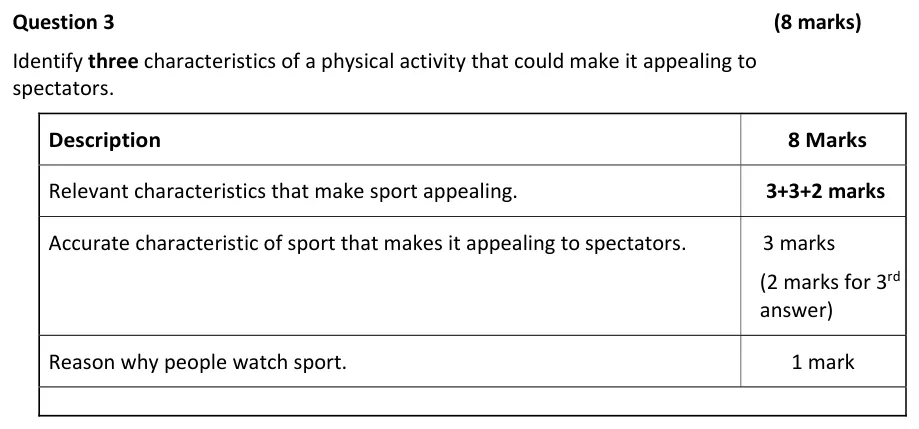 Question 3 (8 marks)
Identify three characteristics of a physical activity that could make it appealing to
spectators.
Description 8 Marks
Relevant characteristics that make sport appealing. 3+3+2 marks
Accurate characteristic of sport that makes it appealing to spectators. 3 marks
(2 marks for 3rd
answer)
Reason why people watch sport. 1 mark